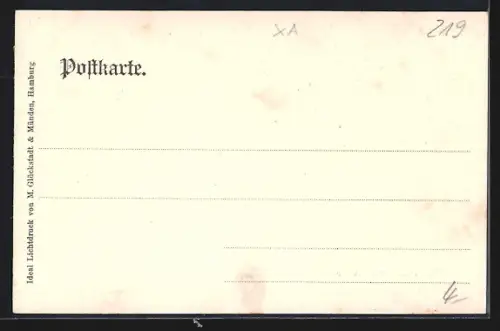 XA
219
Postkarte.
Ideal Lichtdruck von M. Glückstadt & Münden, Hamburg
4-